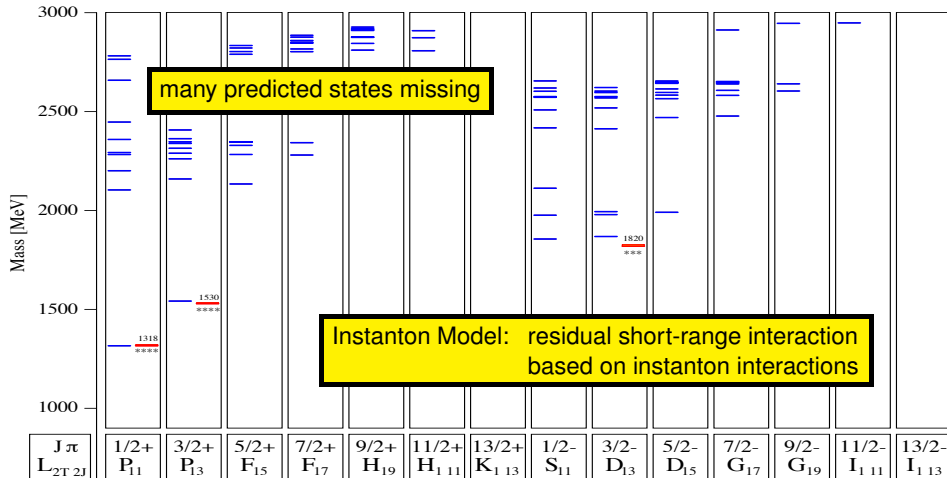 3000
many predicted states missing
2500
Mass [MeV]
2000
1820
***
1530
****
1500
1318
****
Instanton Model: residual short-range interaction
based on instanton interactions
1000
J π 1/2+ 3/2+ 5/2+ 7/2+ 9/2+ 11/2+ 13/2+ 1/2- 3/2- 5/2- 7/2- 9/2- 11/2- 13/2-
L2T 2J P11 P13 F15 F17 H19 H1 11 K1 13 S11 D13 D15 G17 G19 I1 11 I1 13